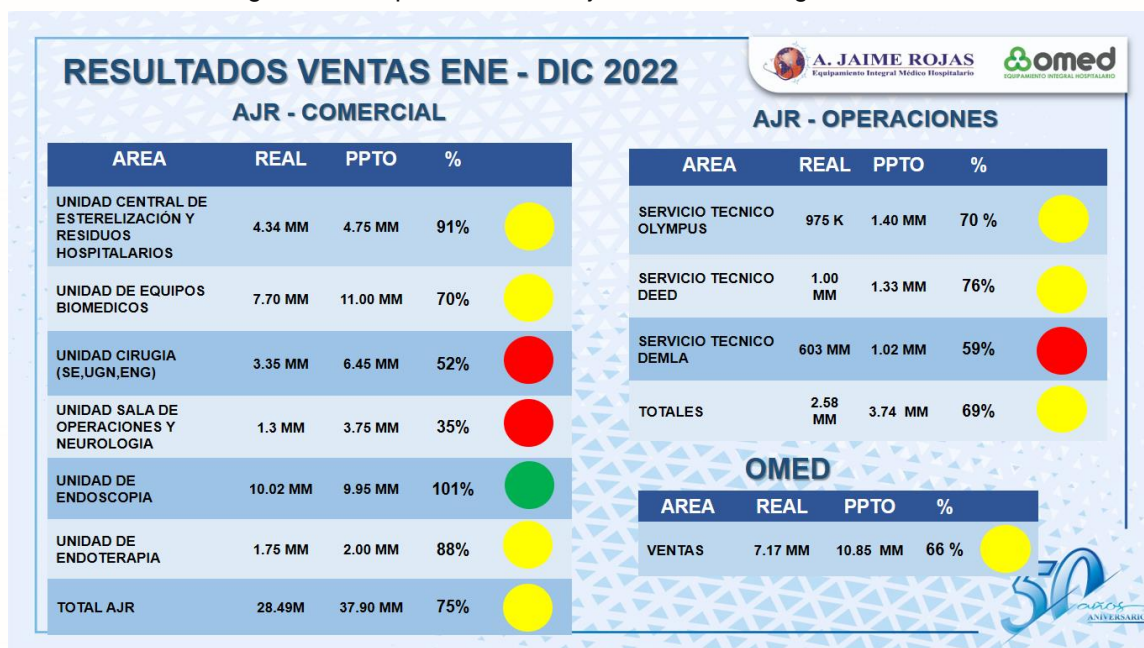 RESULTADOS VENTAS ENE - DIC 2022
A. JAIME ROJAS
Equipamiento Integral Médico Hospitalario
omed
EQUIPAMIENTO INTEGRAL HOSPITALARIO
AJR - COMERCIAL
AREA REAL PPTO %
UNIDAD CENTRAL DE
ESTERELIZACIÓN Y
RESIDUOS
HOSPITALARIOS
4.34 MM 4.75 MM 91%
UNIDAD DE EQUIPOS
BIOMEDICOS
7.70 MM 11.00 MM 70%
UNIDAD CIRUGIA
(SE,UGN,ENG)
3.35 MM 6.45 MM 52%
UNIDAD SALA DE
OPERACIONES Y
NEUROLOGIA
1.3 MM 3.75 MM 35%
UNIDAD DE
ENDOSCOPIA
10.02 MM 9.95 MM 101%
UNIDAD DE
ENDOTERAPIA
1.75 MM 2.00 MM 88%
TOTAL AJR 28.49M 37.90 MM 75%
AJR - OPERACIONES
AREA REAL PPTO %
SERVICIO TECNICO
OLYMPUS
975 K 1.40 MM 70 %
SERVICIO TECNICO
DEED
1.00
MM
1.33 MM 76%
SERVICIO TECNICO
DEMLA
603 MM 1.02 MM 59%
TOTALES
2.58
MM
3.74 MM 69%
OMED
AREA REAL PPTO %
VENTAS 7.17 MM 10.85 MM 66 %
50
años
ANIVERSARIO